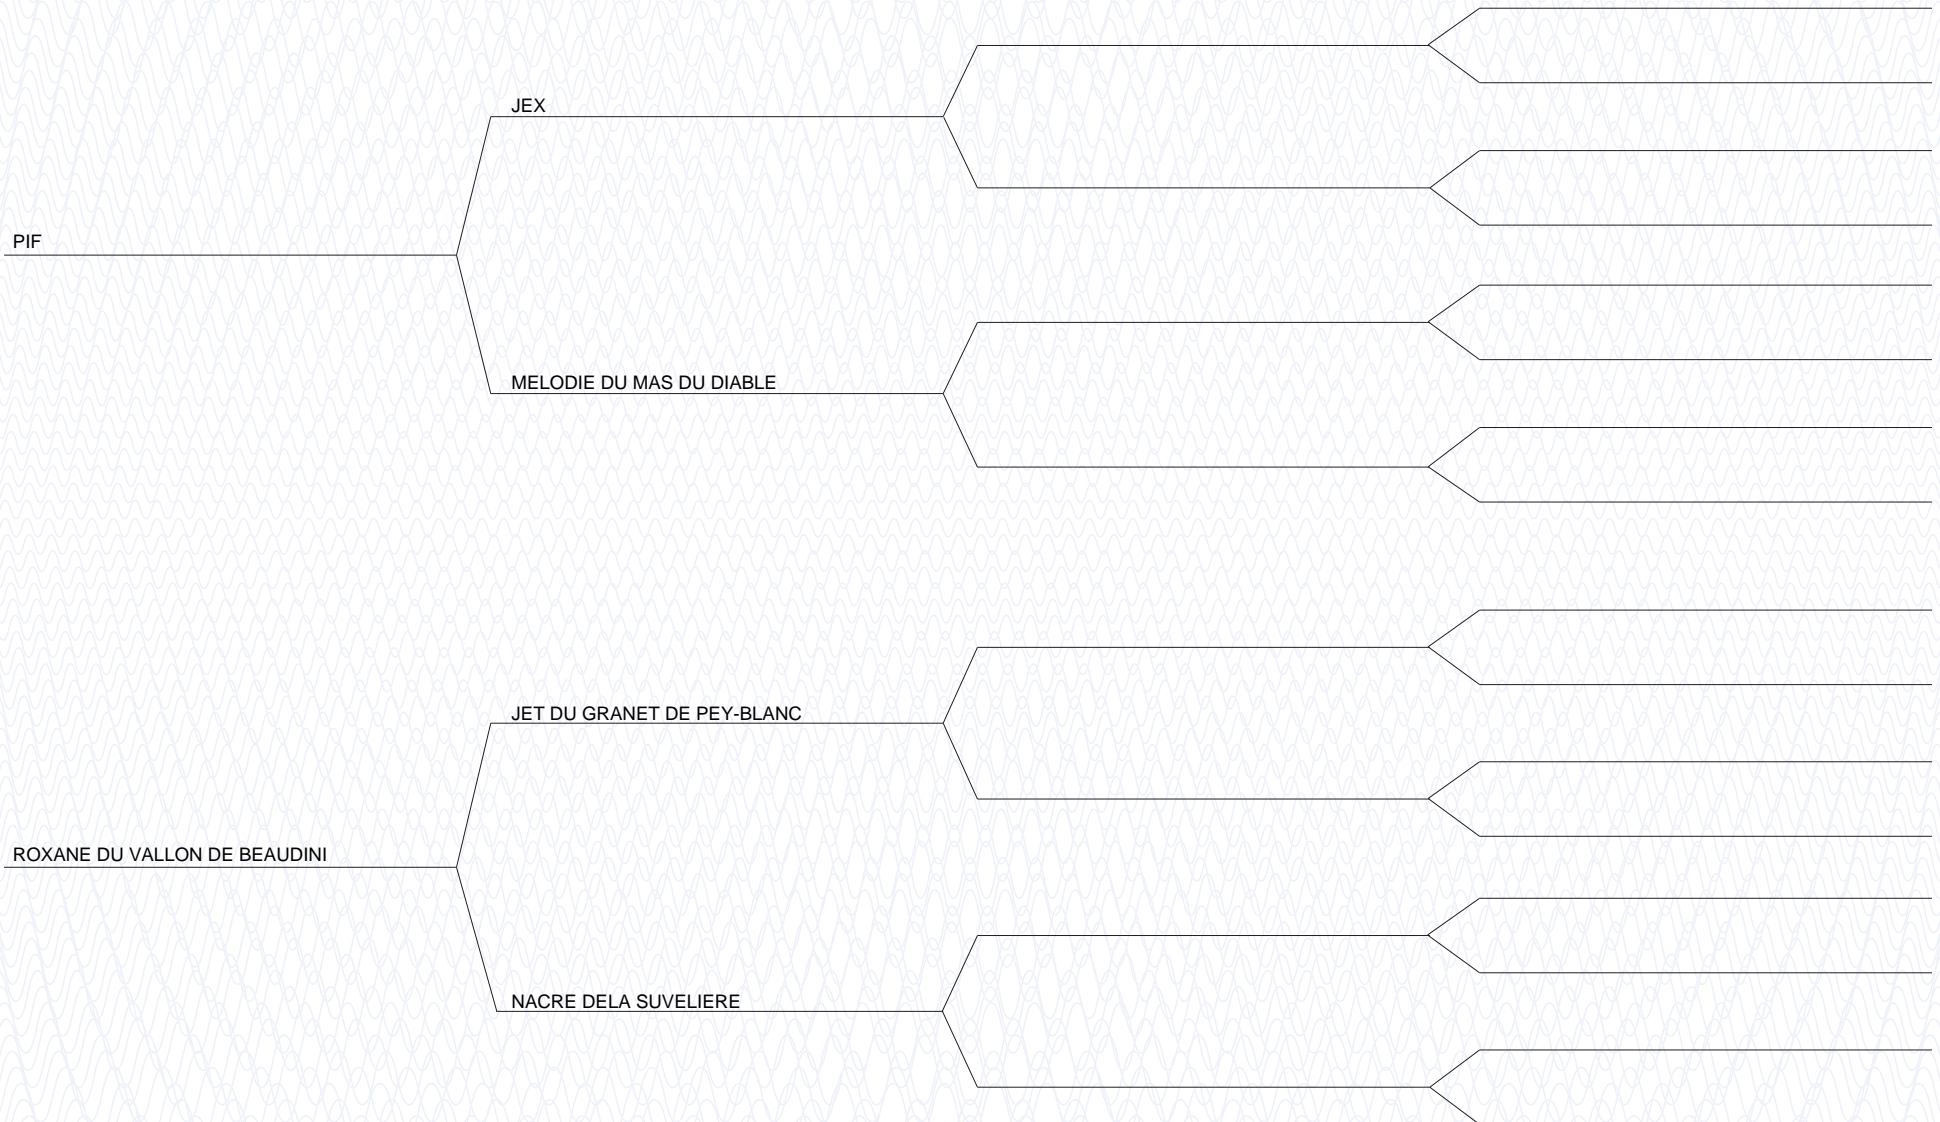 JEX
PIF
MELODIE DU MAS DU DIABLE
JET DU GRANET DE PEY-BLANC
ROXANE DU VALLON DE BEAUDINI
NACRE DELA SUVELIERE